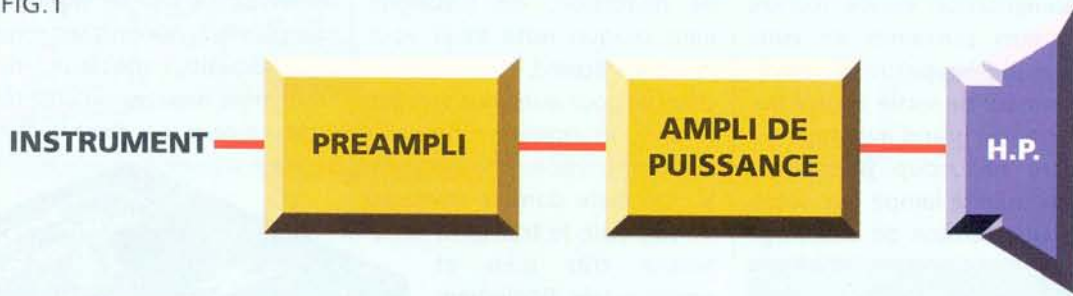 FIG.1
INSTRUMENT
PREAMPLI
AMPLI DE
PUISSANCE
H.P.